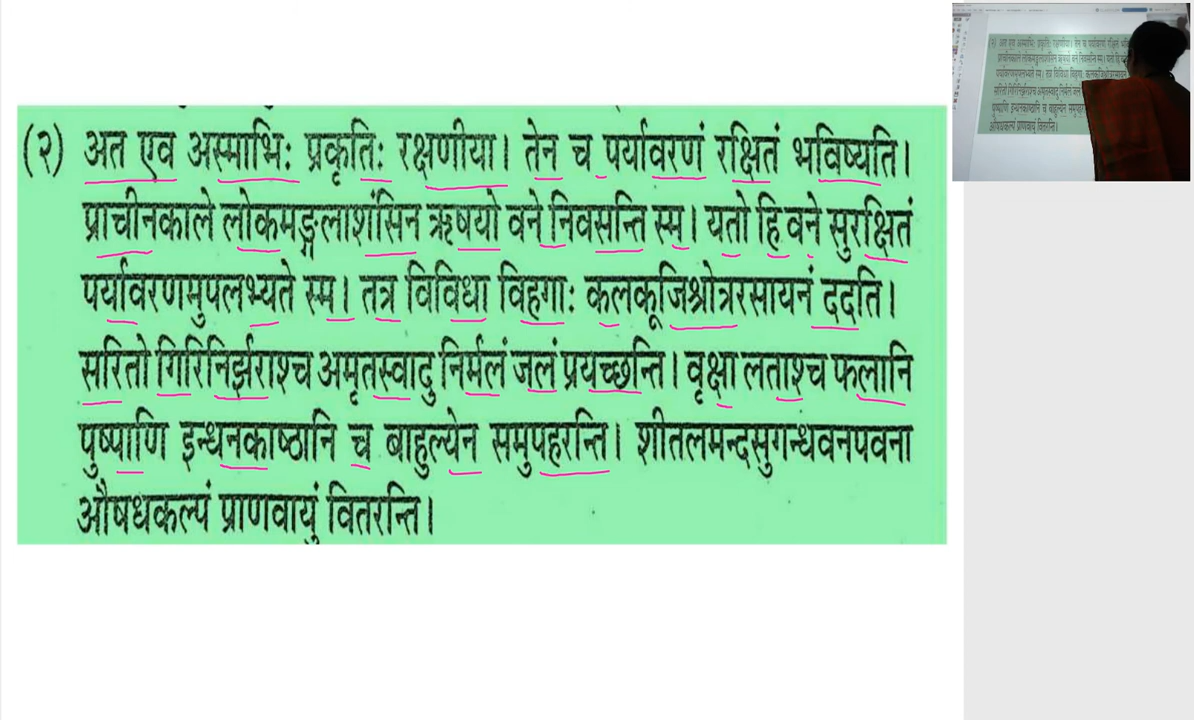 (२) अत एव अस्माभिः प्रकृतिः रक्षणीया। तेन च पर्यावरणं रक्षितं भविष्यति।
प्राचीनकाले लोकमङ्गलाशंसिन ऋषयो वने निवसन्ति स्म। यतो हि वने सुरक्षितं
पर्यावरणमुपलभ्यते स्म। तत्र विविधा विहगाः कलकूजिश्रोत्ररसायनं ददति।
सरितो गिरिनिर्झराश्च अमृतस्वादु निर्मलं जलं प्रयच्छन्ति। वृक्षा लताश्च फलानि
पुष्पाणि इन्धनकाष्ठानि च बाहुल्येन समुपहरन्ति। शीतलमन्दसुगन्धवनपवना
औषधकल्पं प्राणवायुं वितरन्ति।